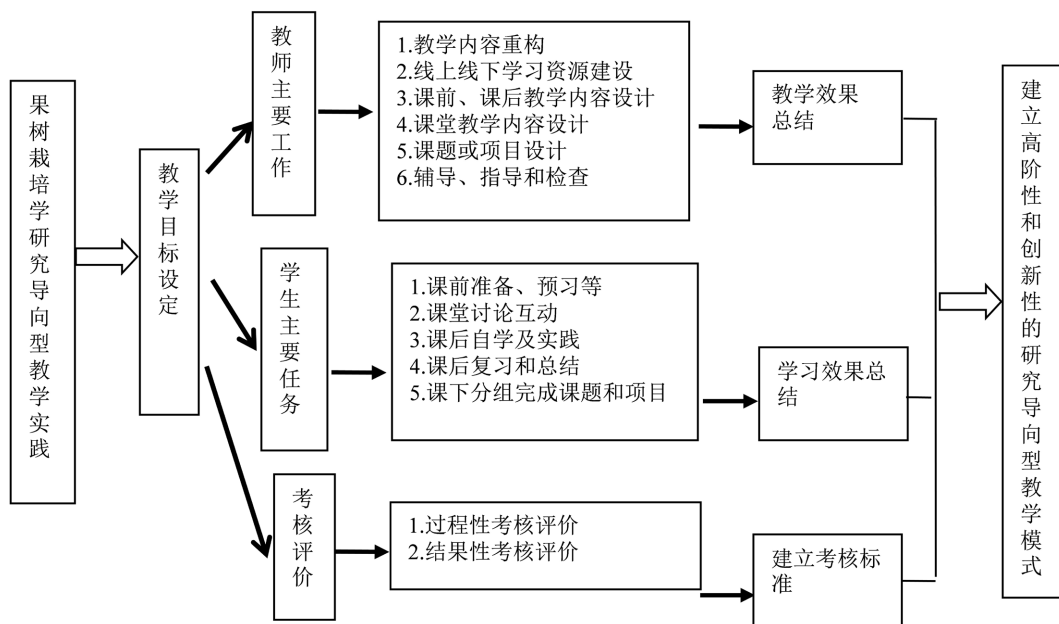 果树栽培学研究导向型教学实践
教学目标设定
教师主要工作
1.教学内容重构
2.线上线下学习资源建设
3.课前、课后教学内容设计
4.课堂教学内容设计
5.课题或项目设计
6.辅导、指导和检查
教学效果
总结
学生主要任务
1.课前准备、预习等
2.课堂讨论互动
3.课后自学及实践
4.课后复习和总结
5.课下分组完成课题和项目
学习效果总
结
考核评价
1.过程性考核评价
2.结果性考核评价
建立考核标
准
建立高阶性和创新性的研究导向型教学模式